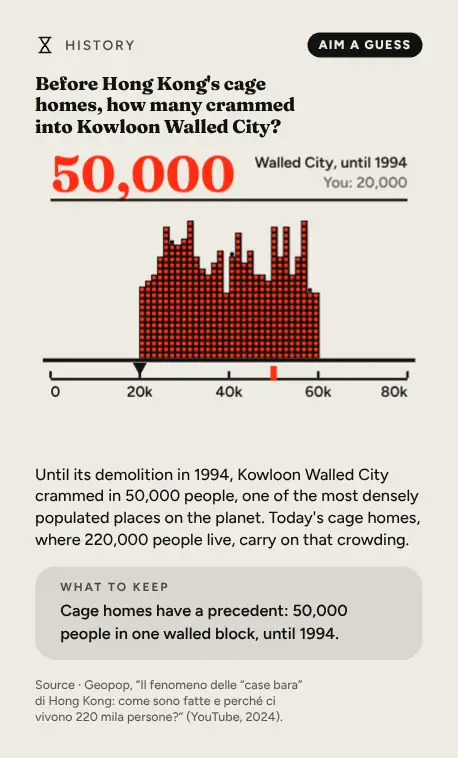 HISTORY
AIM A GUESS
Before Hong Kong's cage
homes, how many crammed
into Kowloon Walled City?
50,000
Walled City, until 1994
You: 20,000
0 20k 40k 60k 80k
Until its demolition in 1994, Kowloon Walled City
crammed in 50,000 people, one of the most densely
populated places on the planet. Today's cage homes,
where 220,000 people live, carry on that crowding.
WHAT TO KEEP
Cage homes have a precedent: 50,000
people in one walled block, until 1994.
Source · Geopop, “Il fenomeno delle “case bara”
di Hong Kong: come sono fatte e perché ci
vivono 220 mila persone?” (YouTube, 2024).